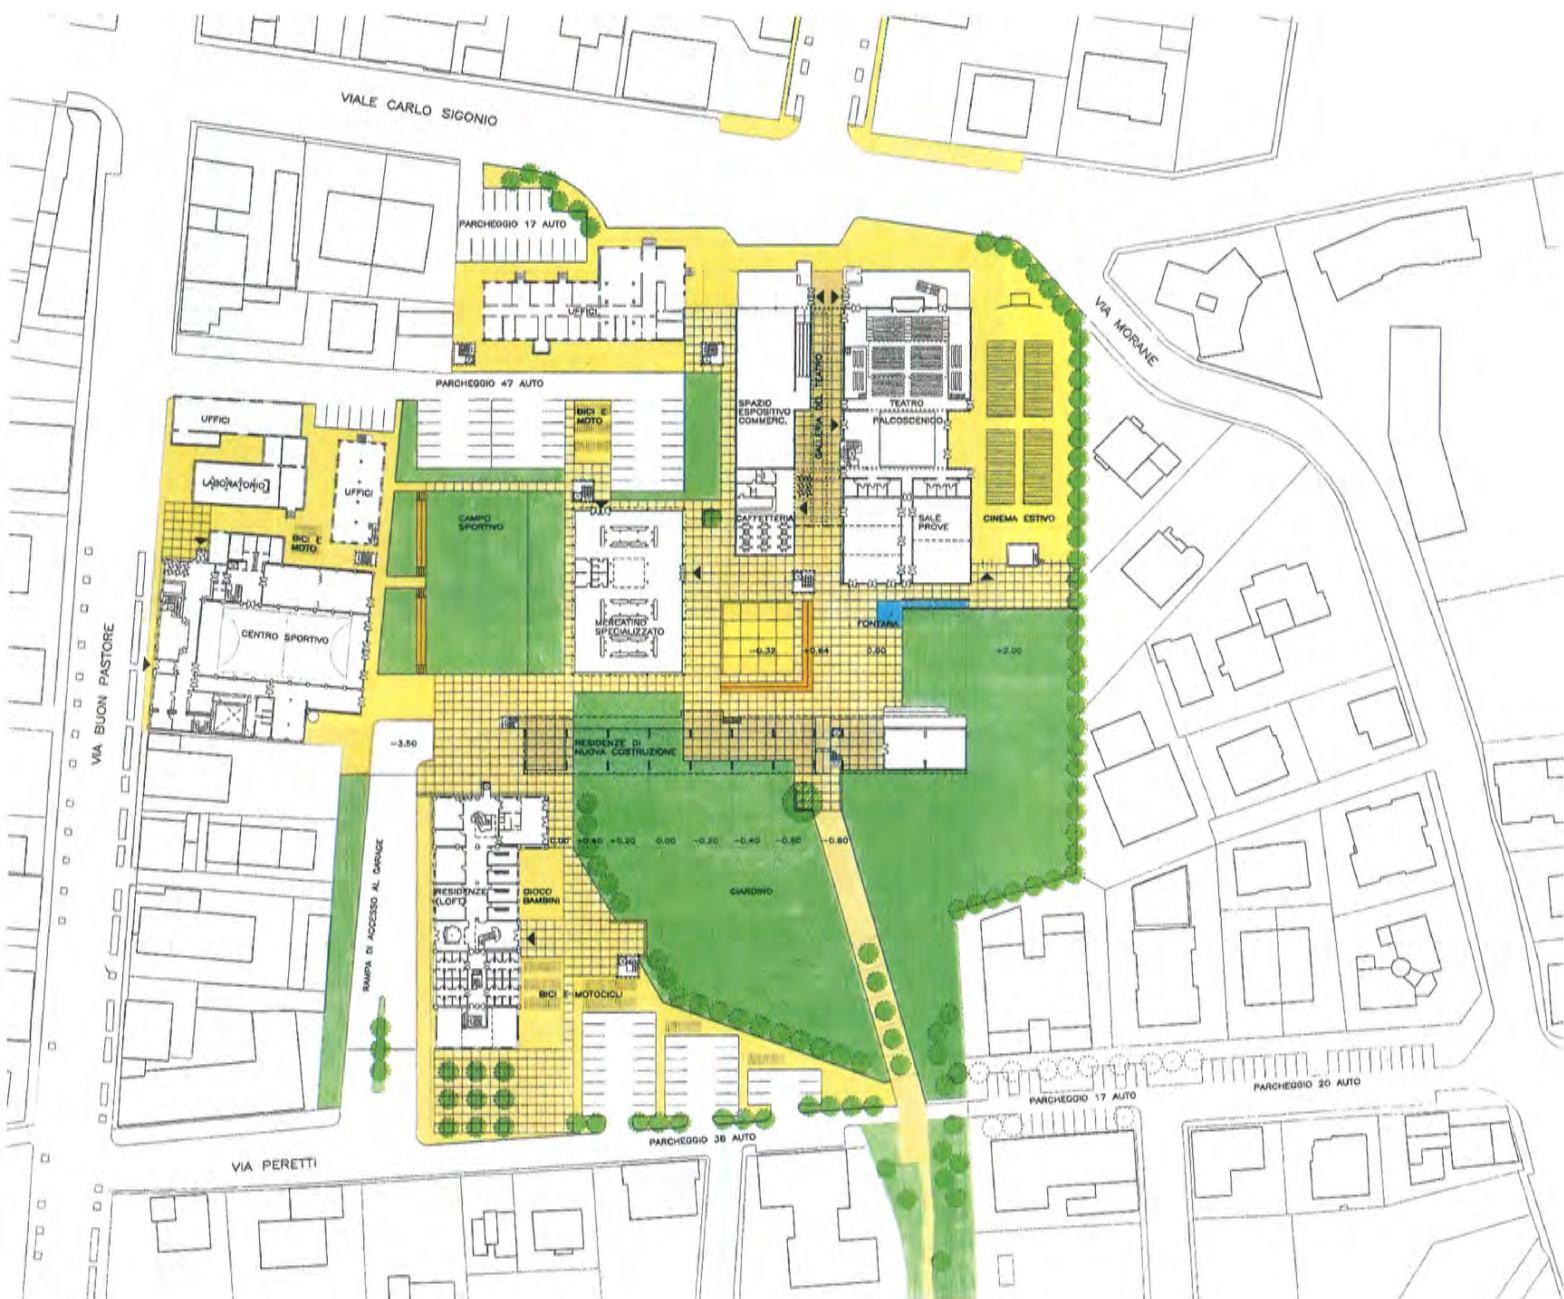 VIALE CARLO SIGONIO
PARCHEGGIO 17 AUTO
UFFICI
VIA MORANE
PARCHEGGIO 47 AUTO
GALLERIA DEL TEATRO
UFFICI
BICI E
MOTO
SPAZIO
ESPOSITIVO
COMMERC.
TEATRO
PALCOSCENICO
LABORATORIO
UFFICI
CAMPO
SPORTIVO
CAFFETTERIA
SALE
PROVE
CINEMA ESTIVO
BICI E
MOTO
CENTRO SPORTIVO
MERCATINO
SPECIALIZZATO
FONTANA
-0.32
+0.64
0.00
+2.00
VIA BUON PASTORE
-3.50
RESIDENZE DI
NUOVA COSTRUZIONE
0.00
+0.40
+0.20
0.00
-0.20
-0.40
-0.60
-0.80
RAMPA DI ACCESSO AL GARAGE
RESIDENZE
(LOFT)
GIOCO
BAMBINI
GIARDINO
BICI E MOTOCICLI
PARCHEGGIO 20 AUTO
PARCHEGGIO 17 AUTO
PARCHEGGIO 38 AUTO
VIA PERETTI